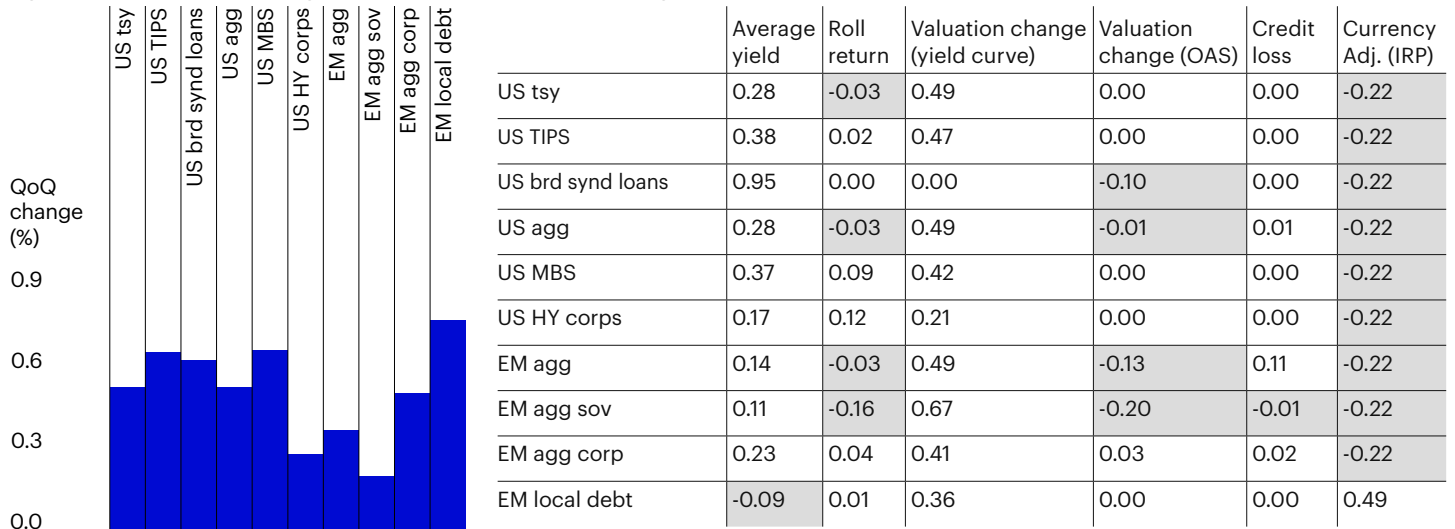 US tsy
US TIPS
US brd synd loans
US agg
US MBS
US HY corps
EM agg
EM agg sov
EM agg corp
EM local debt
QoQ
change
(%)
0.9
0.6
0.3
0.0
Average yield Roll return Valuation change (yield curve) Valuation change (OAS) Credit loss Currency Adj. (IRP)
US tsy 0.28 -0.03 0.49 0.00 0.00 -0.22
US TIPS 0.38 0.02 0.47 0.00 0.00 -0.22
US brd synd loans 0.95 0.00 0.00 -0.10 0.00 -0.22
US agg 0.28 -0.03 0.49 -0.01 0.01 -0.22
US MBS 0.37 0.09 0.42 0.00 0.00 -0.22
US HY corps 0.17 0.12 0.21 0.00 0.00 -0.22
EM agg 0.14 -0.03 0.49 -0.13 0.11 -0.22
EM agg sov 0.11 -0.16 0.67 -0.20 -0.01 -0.22
EM agg corp 0.23 0.04 0.41 0.03 0.02 -0.22
EM local debt -0.09 0.01 0.36 0.00 0.00 0.49